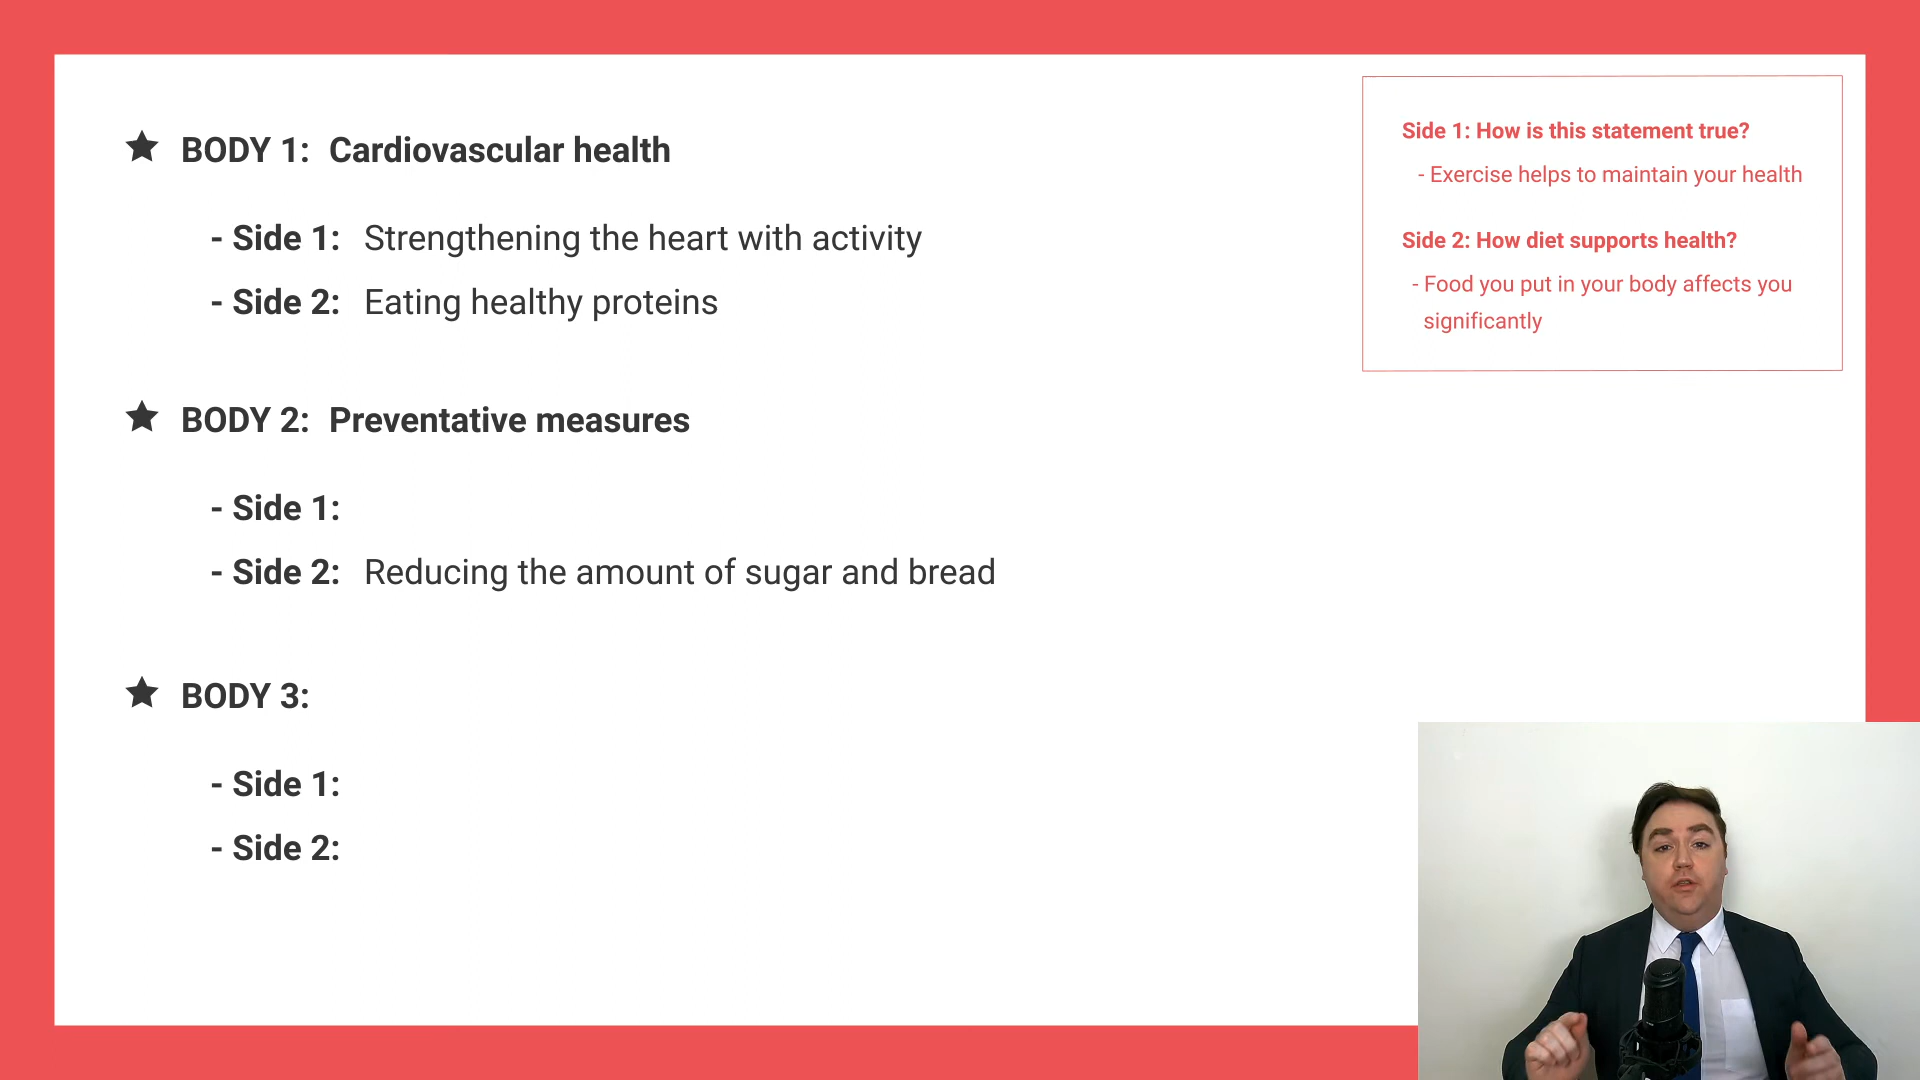 BODY 1: Cardiovascular health
- Side 1: Strengthening the heart with activity
- Side 2: Eating healthy proteins
BODY 2: Preventative measures
- Side 1:
- Side 2: Reducing the amount of sugar and bread
BODY 3:
- Side 1:
- Side 2:
Side 1: How is this statement true?
- Exercise helps to maintain your health
Side 2: How diet supports health?
- Food you put in your body affects you
significantly